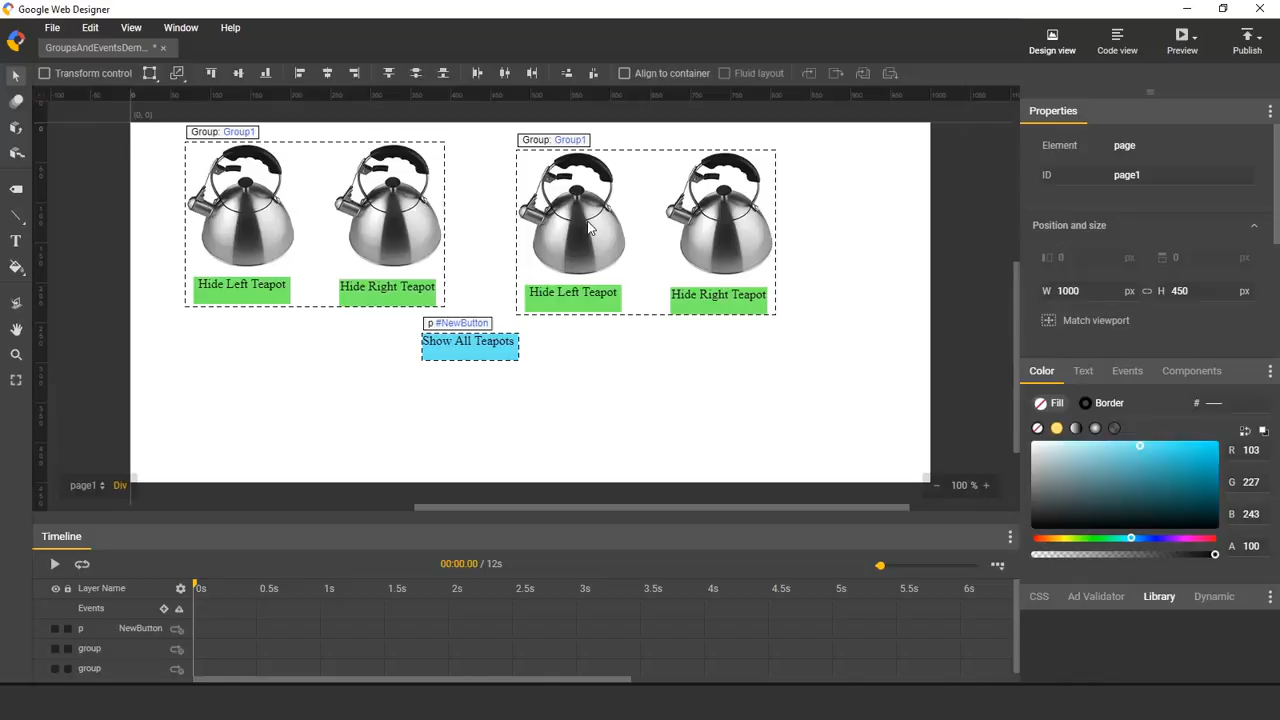 Google Web Designer
File Edit View Window Help
GroupsAndEventsDem... * ×
Design view Code view Preview Publish
Transform control Align to container Fluid layout
(0, 0)
Group: Group1
Group: Group1
Hide Left Teapot
Hide Right Teapot
Hide Left Teapot
Hide Right Teapot
p #NewButton
Show All Teapots
page1 Div
100 %
Properties
Element page
ID page1
Position and size
0 px 0 px
W 1000 px H 450 px
Match viewport
Color Text Events Components
Fill Border #
R 103
G 227
B 243
A 100
CSS Ad Validator Library Dynamic
Timeline
00:00.00 / 12s
Layer Name 0s 0.5s 1s 1.5s 2s 2.5s 3s 3.5s 4s 4.5s 5s 5.5s 6s
Events
p NewButton
group
group